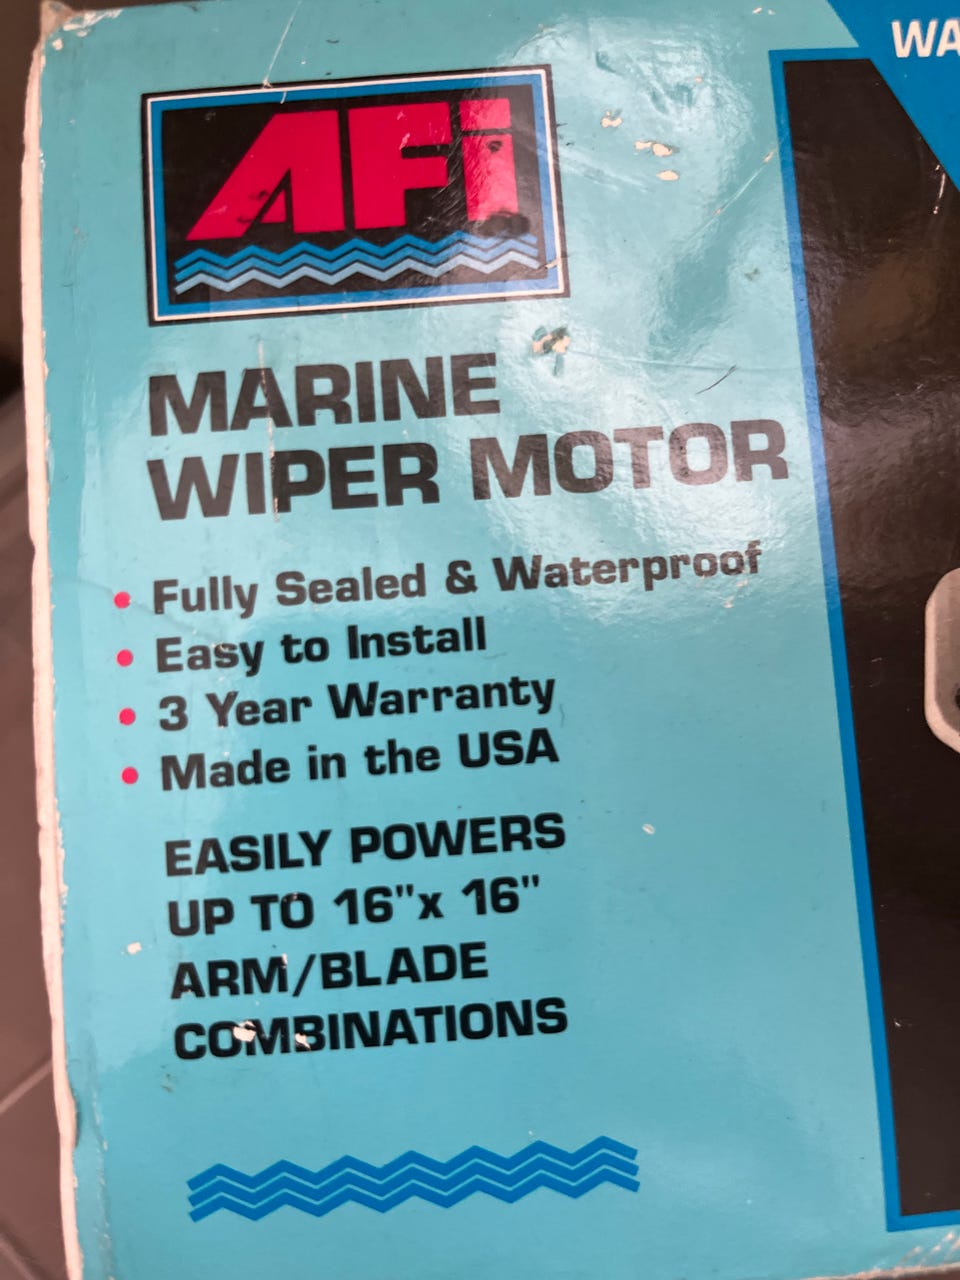 AFi
MARINE
WIPER MOTOR
• Fully Sealed & Waterproof
• Easy to Install
• 3 Year Warranty
• Made in the USA
EASILY POWERS
UP TO 16"x 16"
ARM/BLADE
COMBINATIONS